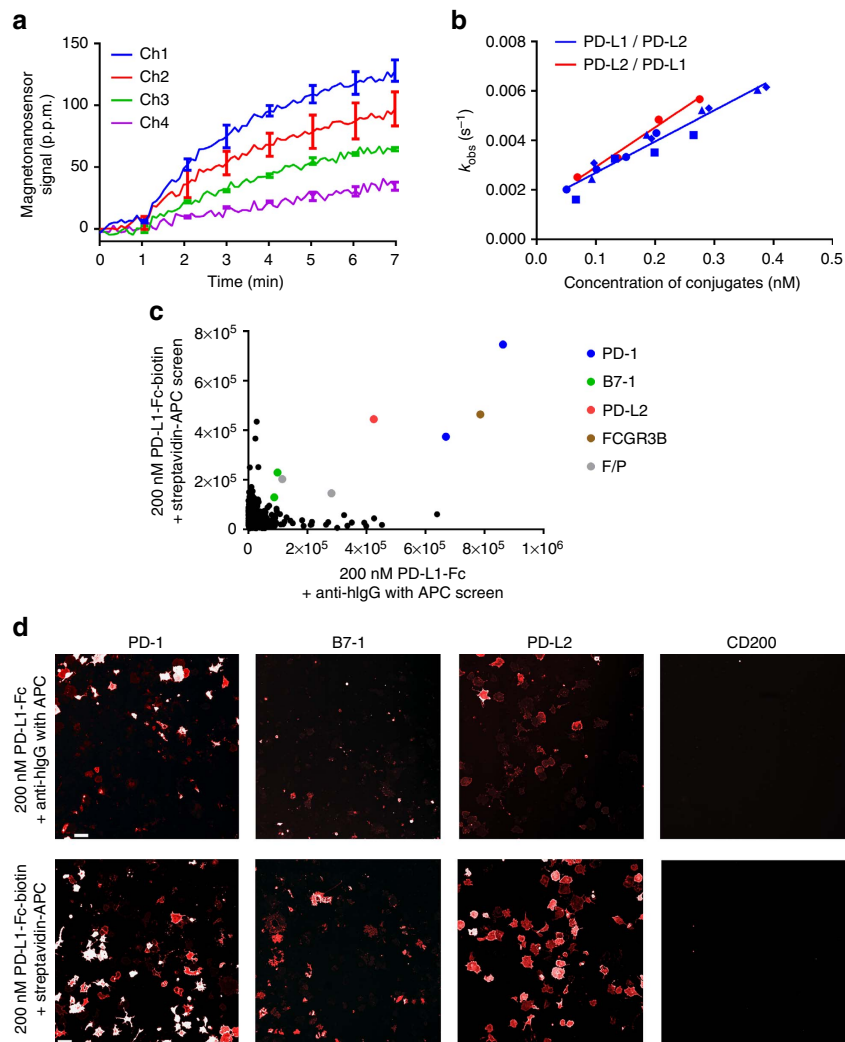 a
150
100
50
0
Magnetonanosensor
signal (p.p.m.)
Ch1
Ch2
Ch3
Ch4
0 1 2 3 4 5 6 7
Time (min)
b
0.008
0.006
0.004
0.002
0.000
kobs (s−1)
PD-L1 / PD-L2
PD-L2 / PD-L1
0.0 0.1 0.2 0.3 0.4 0.5
Concentration of conjugates (nM)
c
200 nM PD-L1-Fc-biotin
+ streptavidin-APC screen
8×10⁵
6×10⁵
4×10⁵
2×10⁵
0
0 2×10⁵ 4×10⁵ 6×10⁵ 8×10⁵ 1×10⁶
200 nM PD-L1-Fc
+ anti-hIgG with APC screen
PD-1
B7-1
PD-L2
FCGR3B
F/P
d
PD-1 B7-1 PD-L2 CD200
200 nM PD-L1-Fc
+ anti-hIgG with APC
200 nM PD-L1-Fc-biotin
+ streptavidin-APC